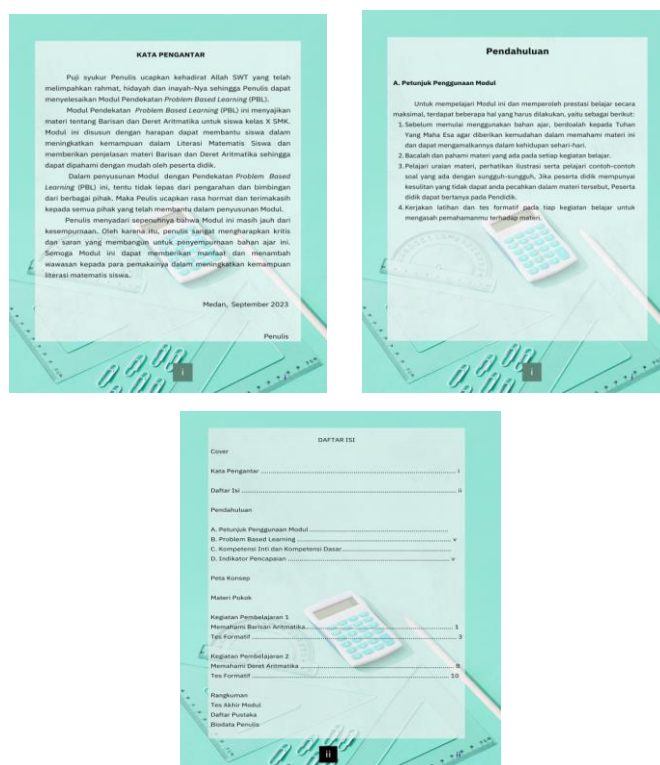 KATA PENGANTAR
Puji syukur Penulis ucapkan kehadirat Allah SWT yang telah
melimpahkan rahmat, hidayah dan inayah-Nya sehingga Penulis dapat
menyelesaikan Modul Pendekatan Problem Based Learning (PBL).
Modul Pendekatan Problem Based Learning (PBL) ini menyajikan
materi tentang Barisan dan Deret Aritmatika untuk siswa kelas X SMK.
Modul ini disusun dengan harapan dapat membantu siswa dalam
meningkatkan kemampuan dalam Literasi Matematis Siswa dan
memberikan penjelasan materi Barisan dan Deret Aritmatika sehingga
dapat dipahami dengan mudah oleh peserta didik.
Dalam penyusunan Modul dengan Pendekatan Problem Based
Learning (PBL) ini, tentu tidak lepas dari pengarahan dan bimbingan
dari berbagai pihak. Maka Peulis ucapkan rasa hormat dan terimakasih
kepada semua pihak yang telah membantu dalam penyusunan Modul.
Penulis menyadari sepenuhnya bahwa Modul ini masih jauh dari
kesempurnaan. Oleh karena itu, penulis sangat mengharapkan kritis
dan saran yang membangun untuk penyempurnaan bahan ajar ini.
Semoga Modul ini dapat memberikan manfaat dan menambah
wawasan kepada para pemakainya dalam meningkatkan kemampuan
literasi matematis siswa.
Medan, September 2023
Penulis
i
Pendahuluan
A. Petunjuk Penggunaan Modul
Untuk mempelajari Modul ini dan memperoleh prestasi belajar secara
maksimal, terdapat beberapa hal yang harus dilakukan, yaitu sebagai berikut:
1. Sebelum memulai menggunakan bahan ajar, berdoalah kepada Tuhan
Yang Maha Esa agar diberikan kemudahan dalam memahami materi ini
dan dapat mengamalkannya dalam kehidupan sehari-hari.
2. Bacalah dan pahami materi yang ada pada setiap kegiatan belajar.
3. Pelajari uraian materi, perhatikan ilustrasi serta pelajari contoh-contoh
soal yang ada dengan sungguh-sungguh, Jika peserta didik mempunyai
kesulitan yang tidak dapat anda pecahkan dalam materi tersebut, Peserta
didik dapat bertanya pada Pendidik.
4. Kerjakan latihan dan tes formatif pada tiap kegiatan belajar untuk
mengasah pemahamanmu terhadap materi.
i
DAFTAR ISI
Cover
Kata Pengantar ........................................ i
Daftar Isi ........................................ ii
Pendahuluan
A. Petunjuk Penggunaan Modul ........................................
B. Problem Based Learning ........................................ v
C. Kompetensi Inti dan Kompetensi Dasar ........................................
D. Indikator Pencapaian ........................................ v
Peta Konsep
Materi Pokok
Kegiatan Pembelajaran 1
Memahami Barisan Aritmatika ........................................ 1
Tes Formatif ........................................ 3
Kegiatan Pembelajaran 2
Memahami Deret Aritmatika ........................................ 8
Tes Formatif ........................................ 10
Rangkuman
Tes Akhir Modul
Daftar Pustaka
Biodata Penulis
ii